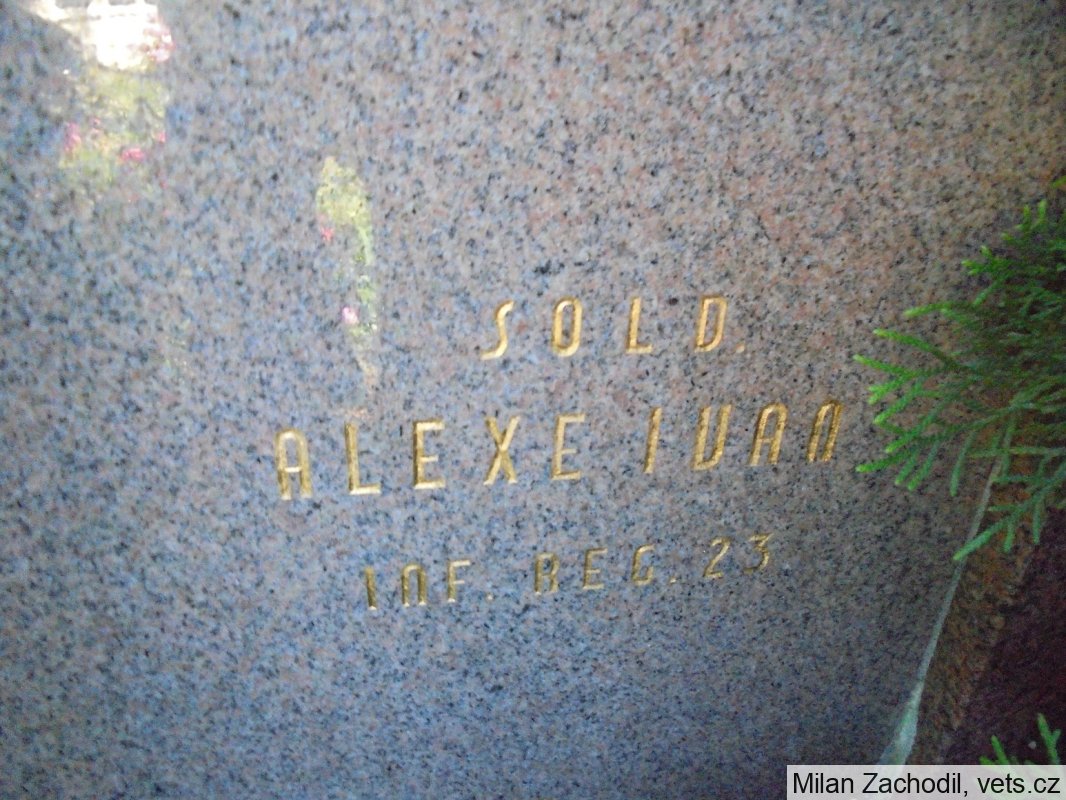 SOLD.
ALEXE IVAN
INF. REG. 23
Milan Zachodil, vets.cz